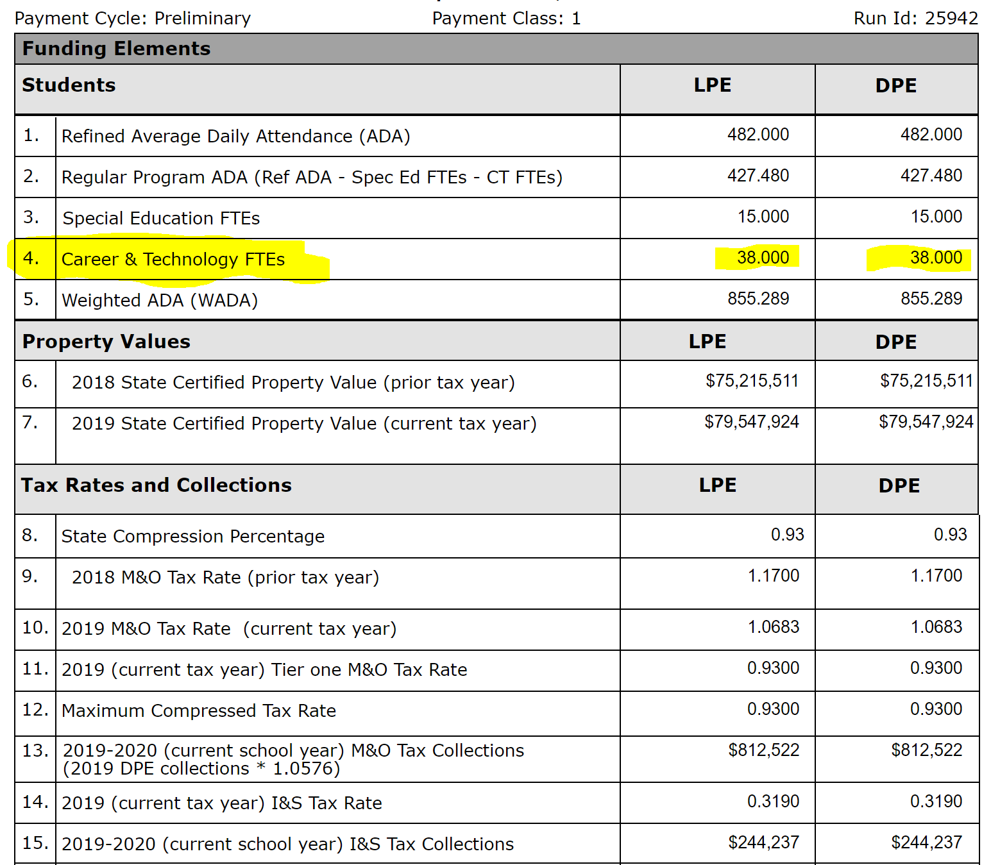 Payment Cycle: Preliminary Payment Class: 1 Run Id: 25942
Funding Elements
Students LPE DPE
1. Refined Average Daily Attendance (ADA) 482.000 482.000
2. Regular Program ADA (Ref ADA - Spec Ed FTEs - CT FTEs) 427.480 427.480
3. Special Education FTEs 15.000 15.000
4. Career & Technology FTEs 38.000 38.000
5. Weighted ADA (WADA) 855.289 855.289
Property Values LPE DPE
6. 2018 State Certified Property Value (prior tax year) $75,215,511 $75,215,511
7. 2019 State Certified Property Value (current tax year) $79,547,924 $79,547,924
Tax Rates and Collections LPE DPE
8. State Compression Percentage 0.93 0.93
9. 2018 M&O Tax Rate (prior tax year) 1.1700 1.1700
10. 2019 M&O Tax Rate (current tax year) 1.0683 1.0683
11. 2019 (current tax year) Tier one M&O Tax Rate 0.9300 0.9300
12. Maximum Compressed Tax Rate 0.9300 0.9300
13. 2019-2020 (current school year) M&O Tax Collections $812,522 $812,522
(2019 DPE collections * 1.0576)
14. 2019 (current tax year) I&S Tax Rate 0.3190 0.3190
15. 2019-2020 (current school year) I&S Tax Collections $244,237 $244,237